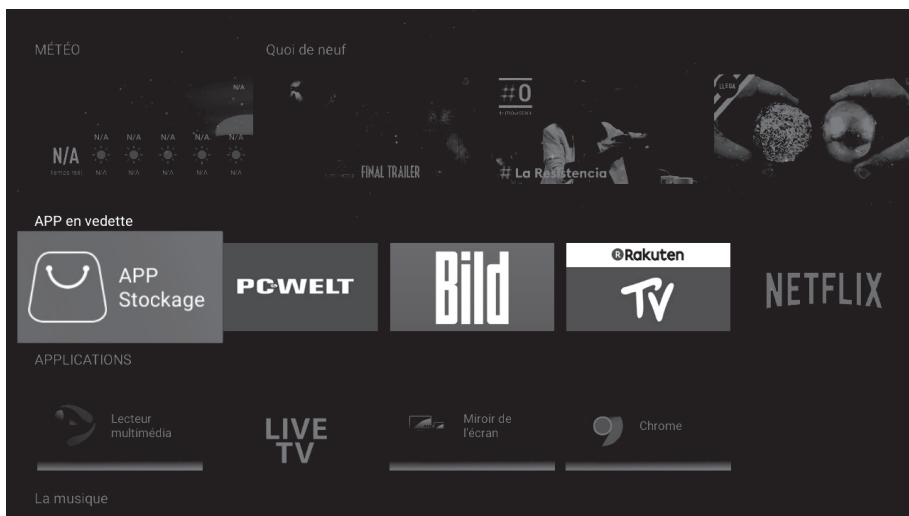 MÉTÉO
Quoi de neuf
N/A
N/A N/A N/A N/A N/A
N/A
N/A N/A N/A N/A N/A
#0
FINAL TRAILER
# La Resistencia
LLEGA
APP en vedette
APP
Stockage
PCWELT
Bild
Rakuten
TV
NETFLIX
APPLICATIONS
Lecteur
multimédia
LIVE
TV
Miroir de
l'écran
Chrome
La musique